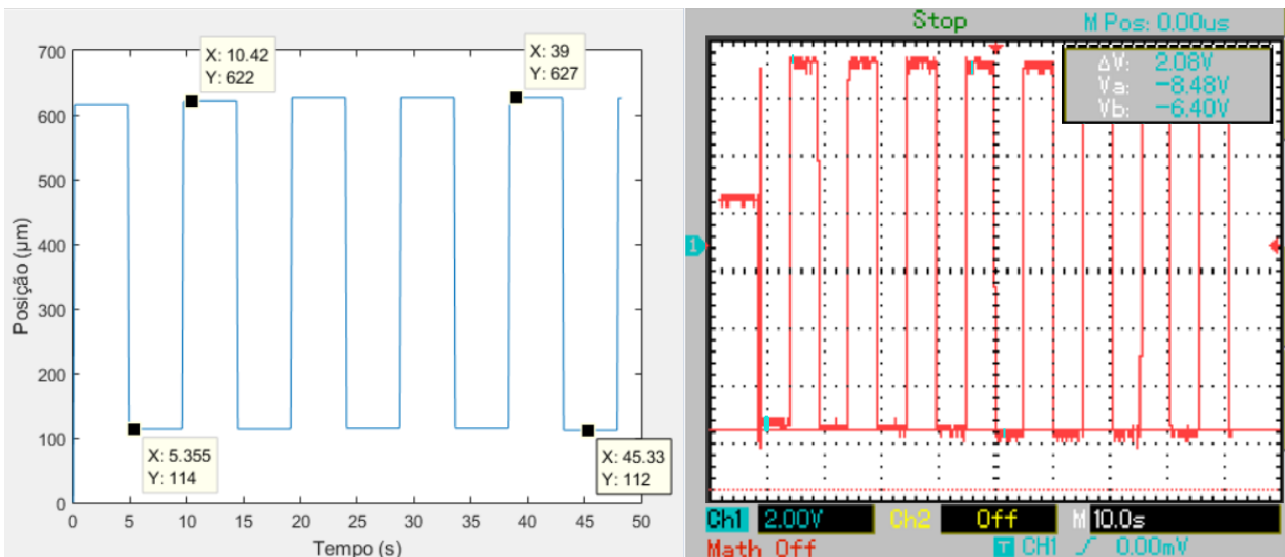 700
600
500
400
300
200
100
0
0
5
10
15
20
25
30
35
40
45
50
Posição (µm)
Tempo (s)
X: 10.42
Y: 622
X: 39
Y: 627
X: 5.355
Y: 114
X: 45.33
Y: 112
Stop
M Pos: 0.00us
ΔV: 2.08V
Va: -8.48V
Vb: -6.40V
1
Ch1 2.00V Ch2 Off M 10.0s
Math Off T CH1 / 0.00mV